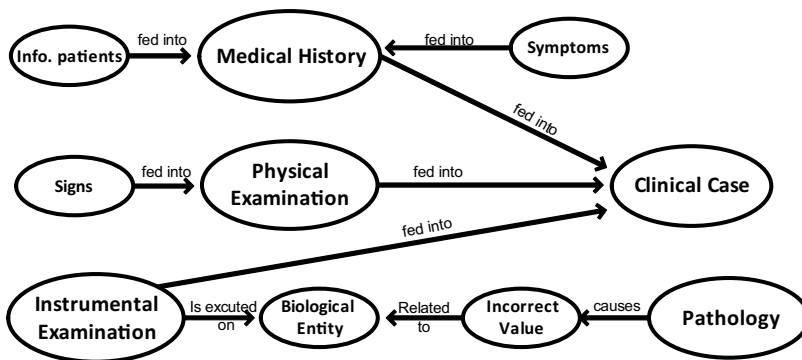 Info. patients
fed into
Medical History
fed into
Symptoms
fed into
Signs
fed into
Physical
Examination
fed into
Clinical Case
fed into
Instrumental
Examination
Is excuted
on
Biological
Entity
Related
to
Incorrect
Value
causes
Pathology